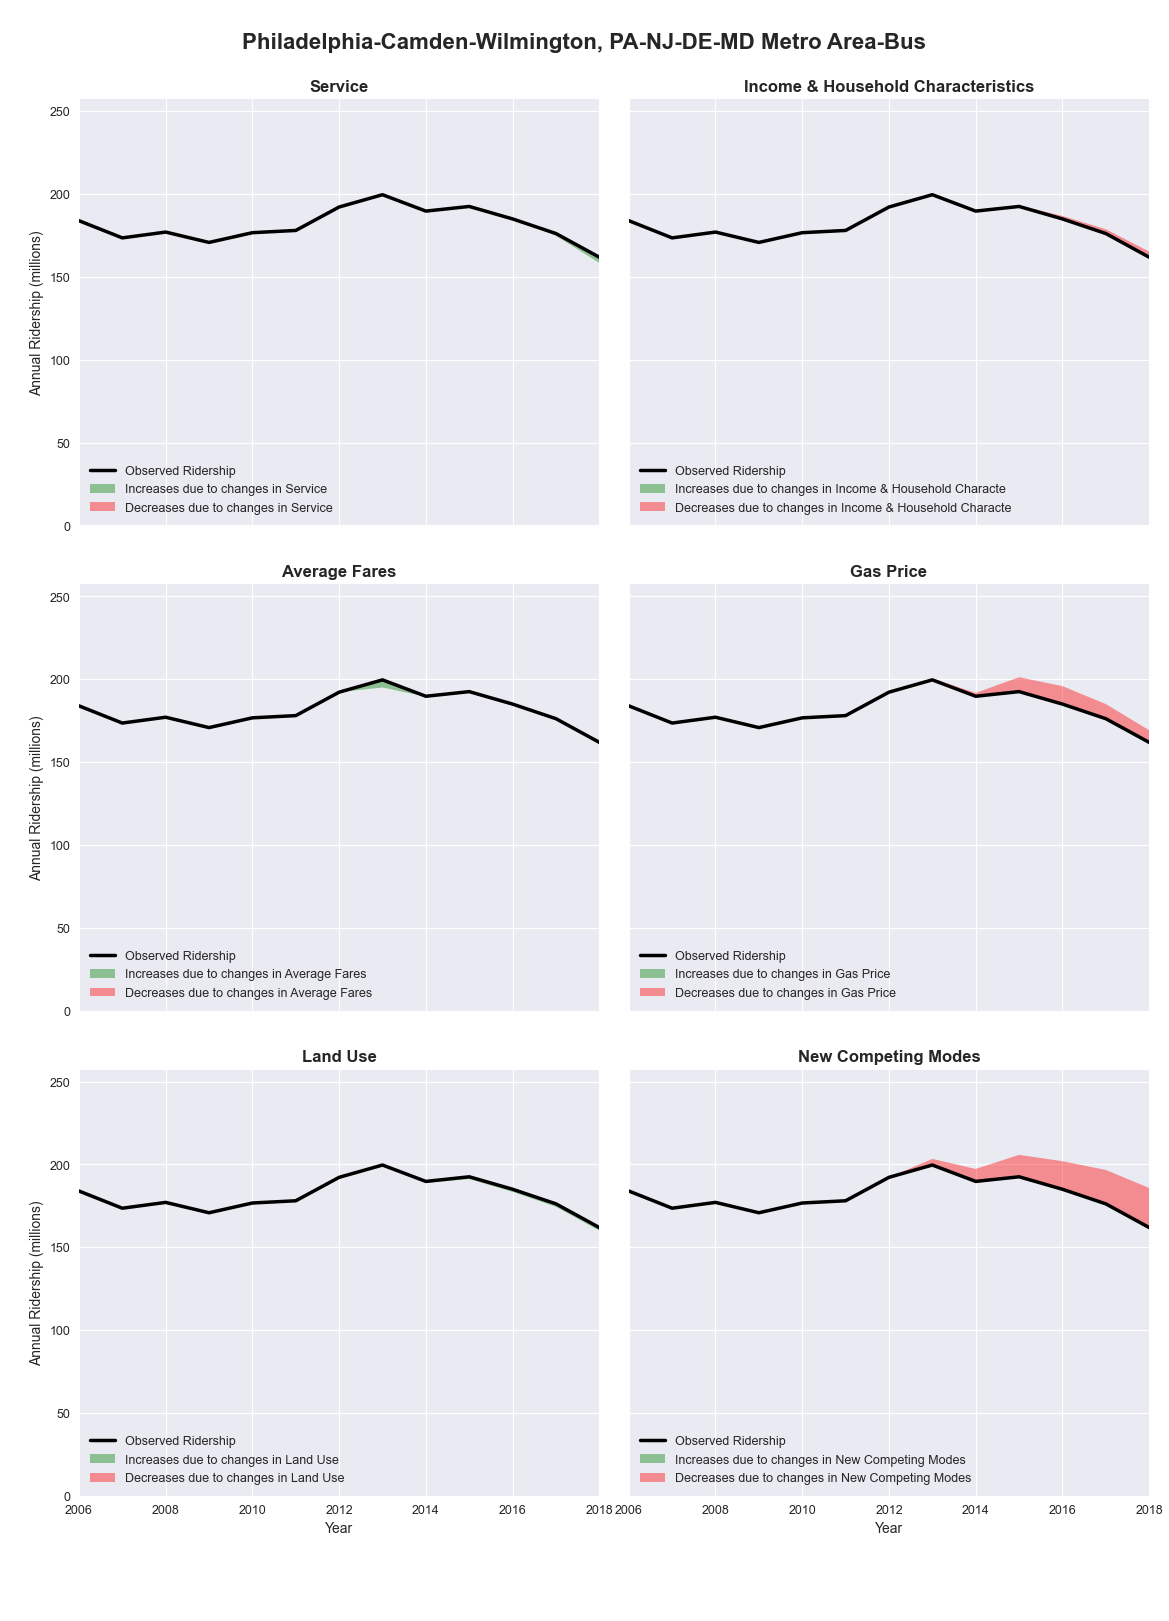 Philadelphia-Camden-Wilmington, PA-NJ-DE-MD Metro Area-Bus
Service
Income & Household Characteristics
250
200
150
100
50
0
Annual Ridership (millions)
Observed Ridership
Increases due to changes in Service
Decreases due to changes in Service
Observed Ridership
Increases due to changes in Income & Household Characte
Decreases due to changes in Income & Household Characte
Average Fares
Gas Price
250
200
150
100
50
0
Annual Ridership (millions)
Observed Ridership
Increases due to changes in Average Fares
Decreases due to changes in Average Fares
Observed Ridership
Increases due to changes in Gas Price
Decreases due to changes in Gas Price
Land Use
New Competing Modes
250
200
150
100
50
0
Annual Ridership (millions)
Observed Ridership
Increases due to changes in Land Use
Decreases due to changes in Land Use
Observed Ridership
Increases due to changes in New Competing Modes
Decreases due to changes in New Competing Modes
2006 2008 2010 2012 2014 2016 2018
2006 2008 2010 2012 2014 2016 2018
Year
Year